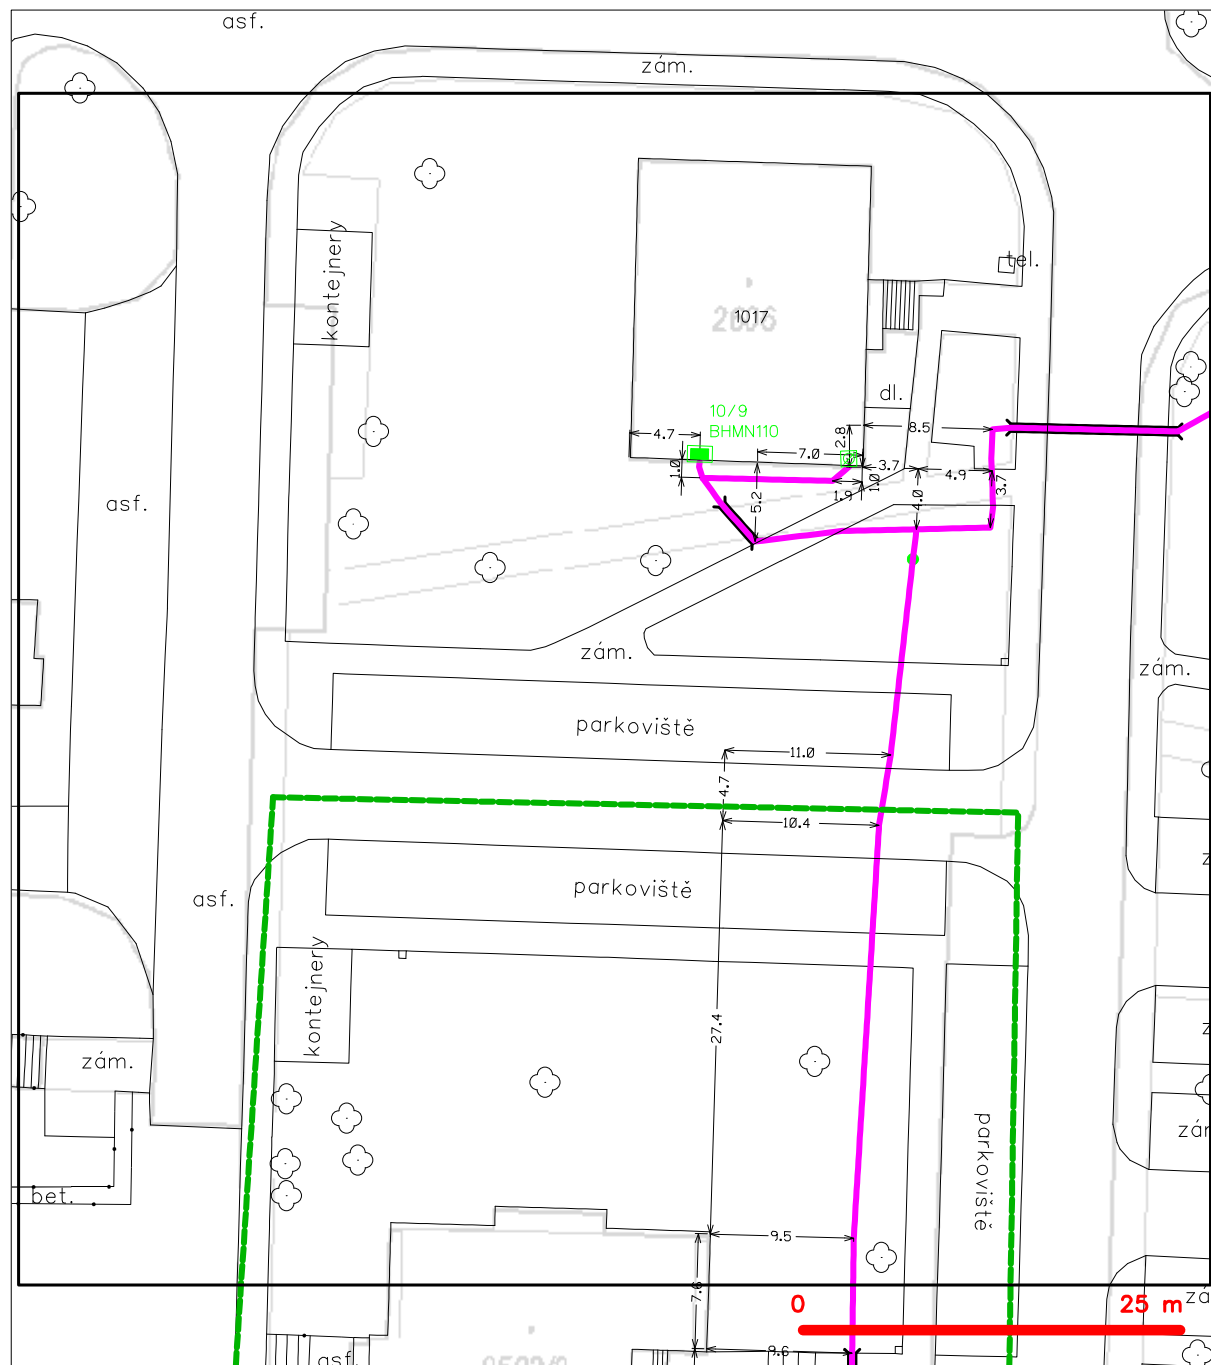 asf.
zám.
kontejnery
tel.
2006
1017
10/9
BHMN110
dl.
4.7
2.8
8.5
7.0
1.0
3.7
4.9
1.0
1.9
5.2
4.0
3.7
asf.
zám.
zám.
parkoviště
11.0
4.7
10.4
parkoviště
asf.
kontejnery
27.4
zám.
parkoviště
bet.
9.5
7.6
0
25 m
9.6
asf.